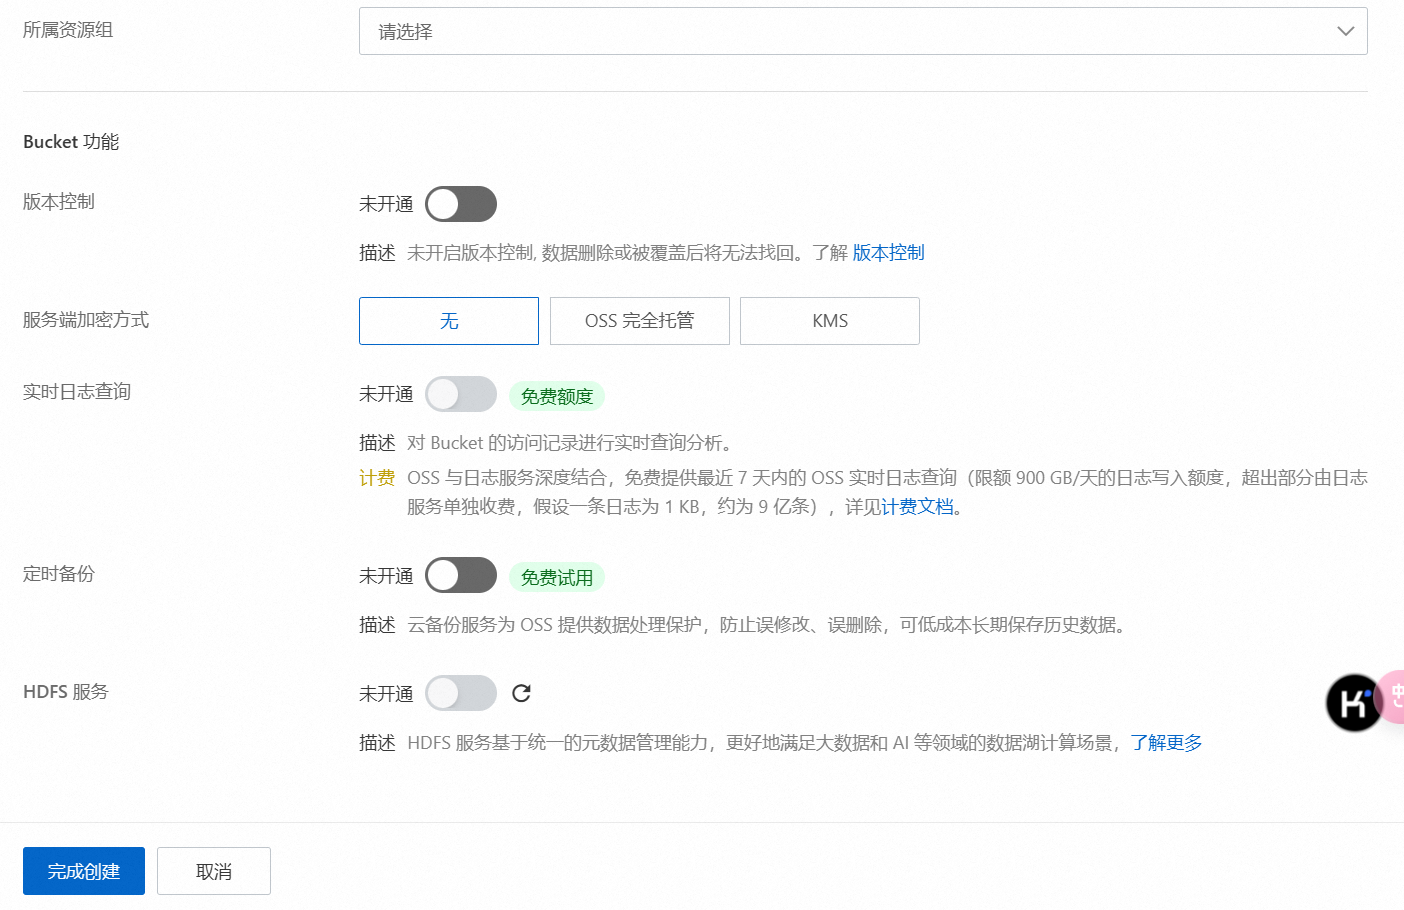 所属资源组
请选择
Bucket 功能
版本控制
未开通
描述 未开启版本控制, 数据删除或被覆盖后将无法找回。了解 版本控制
服务端加密方式
无
OSS 完全托管
KMS
实时日志查询
未开通
免费额度
描述 对 Bucket 的访问记录进行实时查询分析。
计费 OSS 与日志服务深度结合，免费提供最近 7 天内的 OSS 实时日志查询（限额 900 GB/天的日志写入额度，超出部分由日志
服务单独收费，假设一条日志为 1 KB，约为 9 亿条），详见计费文档。
定时备份
未开通
免费试用
描述 云备份服务为 OSS 提供数据处理保护，防止误修改、误删除，可低成本长期保存历史数据。
HDFS 服务
未开通
K
描述 HDFS 服务基于统一的元数据管理能力，更好地满足大数据和 AI 等领域的数据湖计算场景，了解更多
完成创建
取消